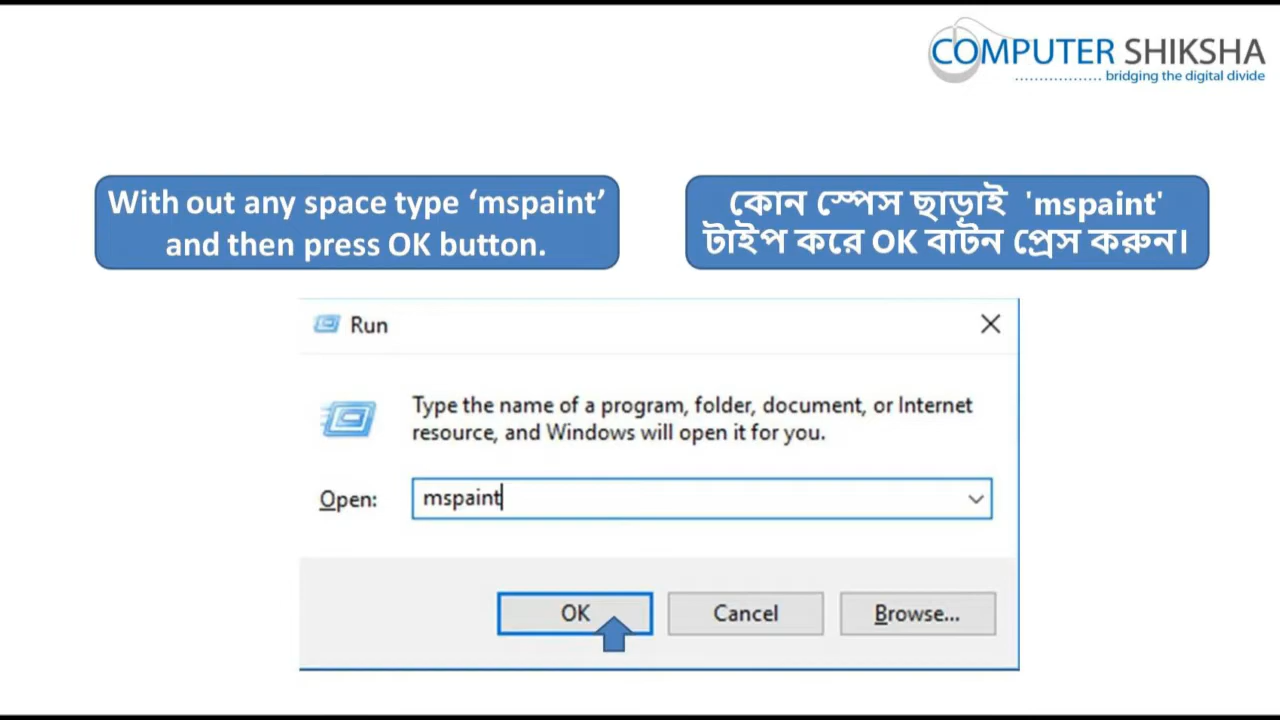 COMPUTER SHIKSHA
bridging the digital divide
With out any space type ‘mspaint’
and then press OK button.
কোন স্পেস ছাড়াই 'mspaint'
টাইপ করে OK বাটন প্রেস করুন।
Run
Type the name of a program, folder, document, or Internet
resource, and Windows will open it for you.
Open: mspaint
OK Cancel Browse...